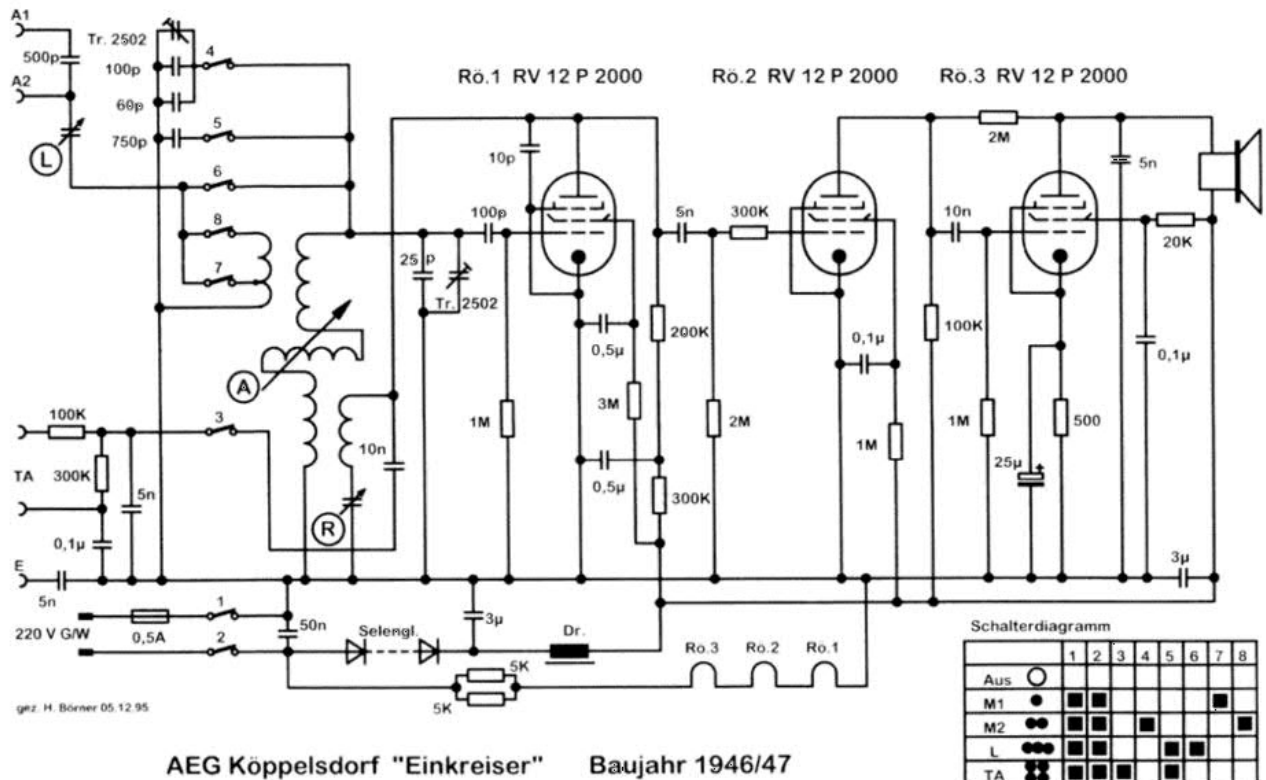 A1
Tr. 2502
500p
4
100p
Rö.1 RV 12 P 2000
Rö.2 RV 12 P 2000
Rö.3 RV 12 P 2000
A2
60p
5
2M
750p
10p
5n
L
6
8
100p
5n
300K
10n
20K
25 p
7
Tr. 2502
0,5µ
200K
0,1µ
100K
0,1µ
A
100K
3
1M
3M
2M
1M
1M
500
10n
TA
300K
5n
0,5µ
25µ
+
300K
R
0,1µ
E
3µ
5n
1
220 V G/W
0,5A
50n
3µ
2
Selengl.
Dr.
Rö.3
Rö.2
Rö.1
5K
5K
Schalterdiagramm
1 2 3 4 5 6 7 8
Aus
M1
M2
L
TA
gez. H. Börner 05.12.95
AEG Köppelsdorf "Einkreiser" Baujahr 1946/47